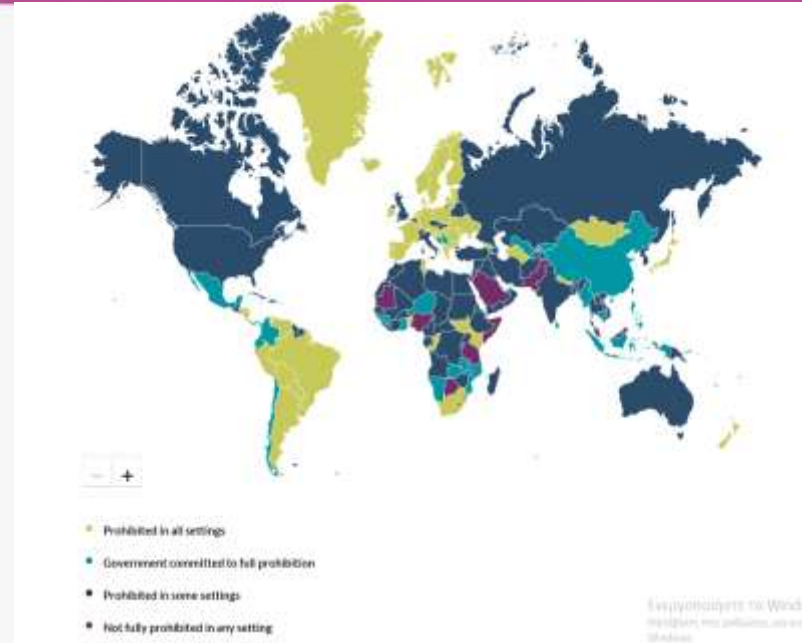 − +
Prohibited in all settings
Government committed to full prohibition
Prohibited in some settings
Not fully prohibited in any setting
Windows